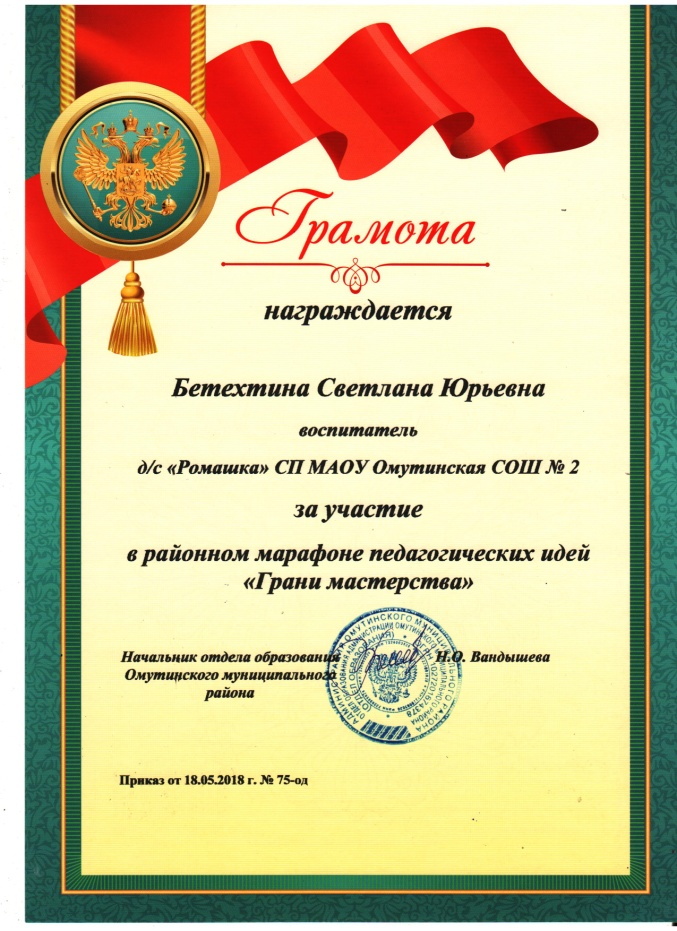 Грамота
награждается
Бетехтина Светлана Юрьевна
воспитатель
д/с «Ромашка» СП МАОУ Омутинская СОШ № 2
за участие
в районном марафоне педагогических идей
«Грани мастерства»
Начальник отдела образования Н.О. Вандышева
Омутинского муниципального
района
Приказ от 18.05.2018 г. № 75-од